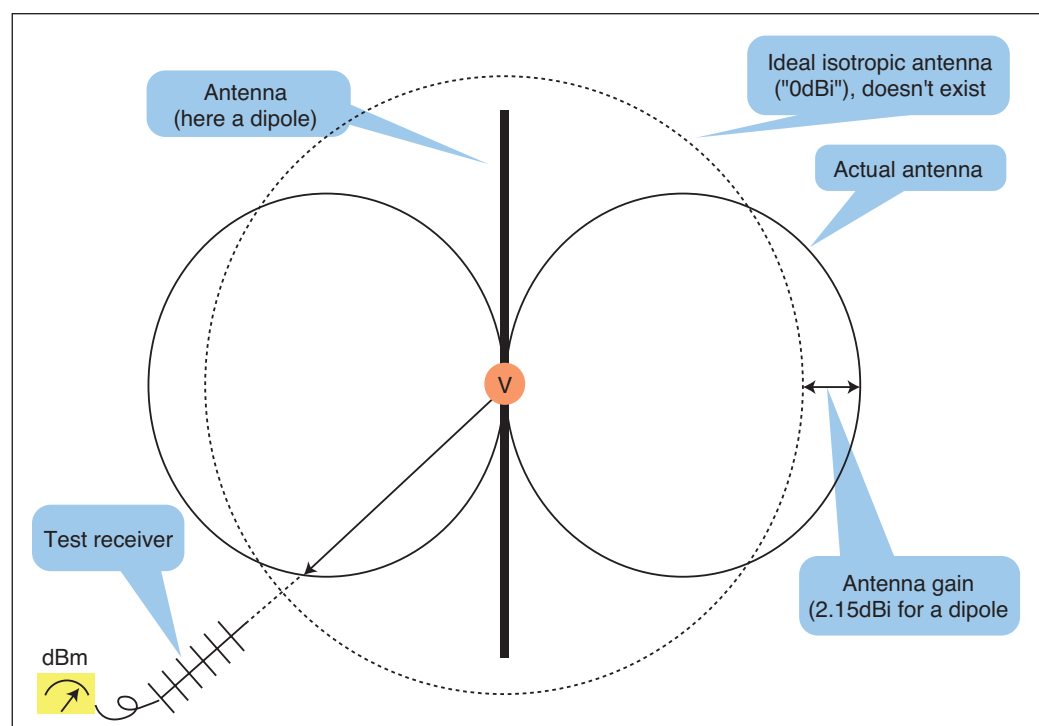 Ideal isotropic antenna
("0dBi"), doesn't exist
Antenna
(here a dipole)
Actual antenna
V
Test receiver
Antenna gain
(2.15dBi for a dipole
dBm